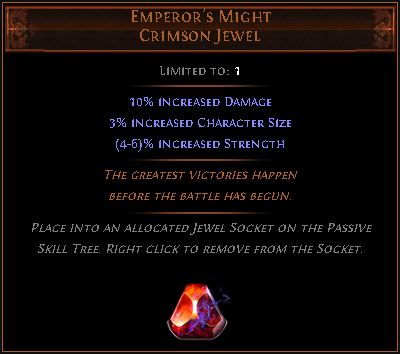 Emperor's Might
Crimson Jewel
Limited to: 1
10% increased Damage
3% increased Character Size
(4-6)% increased Strength
The greatest victories happen
before the battle has begun.
Place into an allocated Jewel Socket on the Passive
Skill Tree. Right click to remove from the Socket.